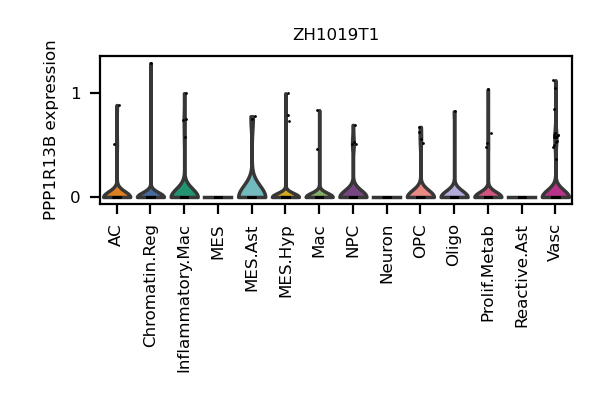 ZH1019T1
PPP1R13B expression
1
0
AC
Chromatin.Reg
Inflammatory.Mac
MES
MES.Ast
MES.Hyp
Mac
NPC
Neuron
OPC
Oligo
Prolif.Metab
Reactive.Ast
Vasc